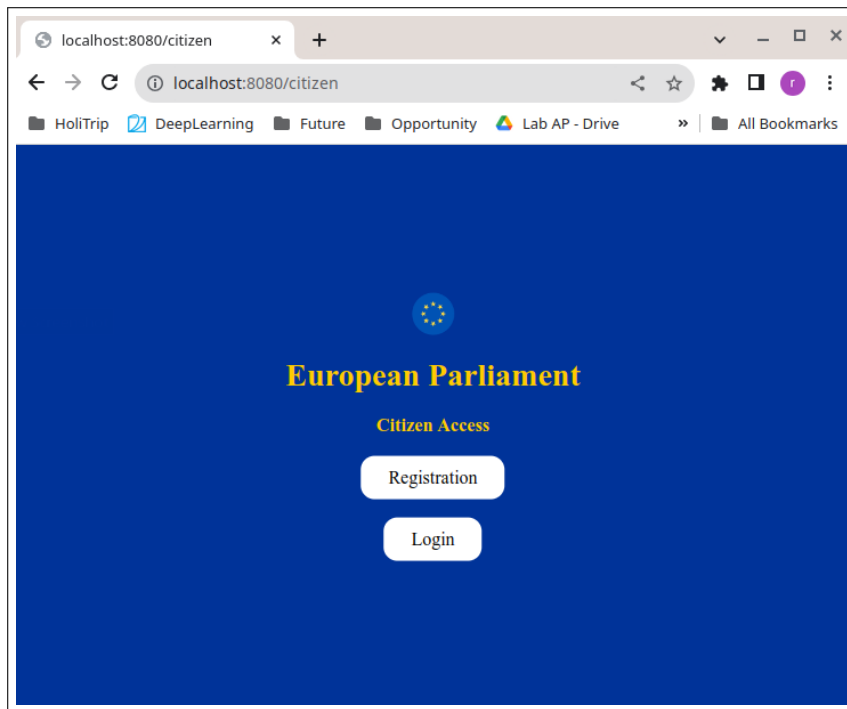 localhost:8080/citizen
localhost:8080/citizen
r
HoliTrip DeepLearning Future Opportunity Lab AP - Drive » All Bookmarks
European Parliament
Citizen Access
Registration
Login